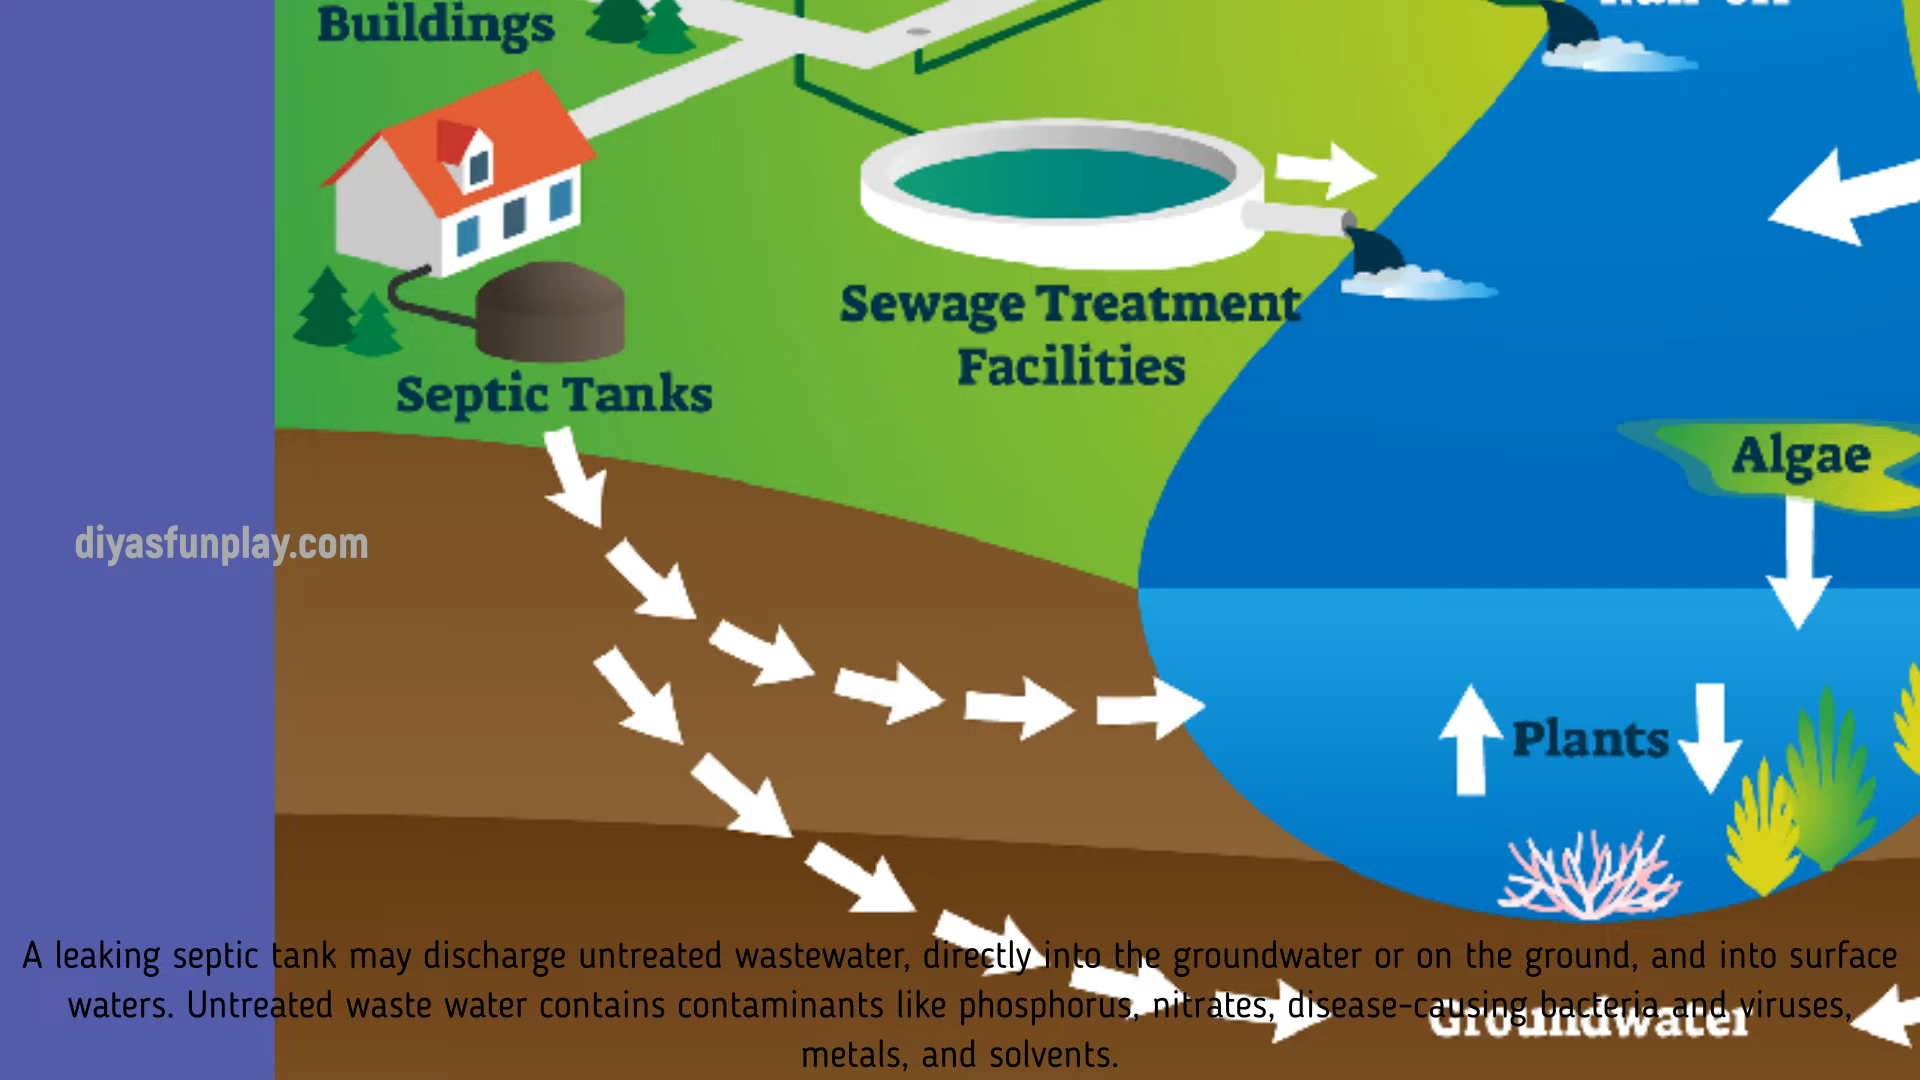 Buildings
Septic Tanks
Sewage Treatment
Facilities
Algae
diyasfunplay.com
Plants
A leaking septic tank may discharge untreated wastewater, directly into the groundwater or on the ground, and into surface
waters. Untreated waste water contains contaminants like phosphorus, nitrates, disease-causing bacteria and viruses,
Groundwater
metals, and solvents.